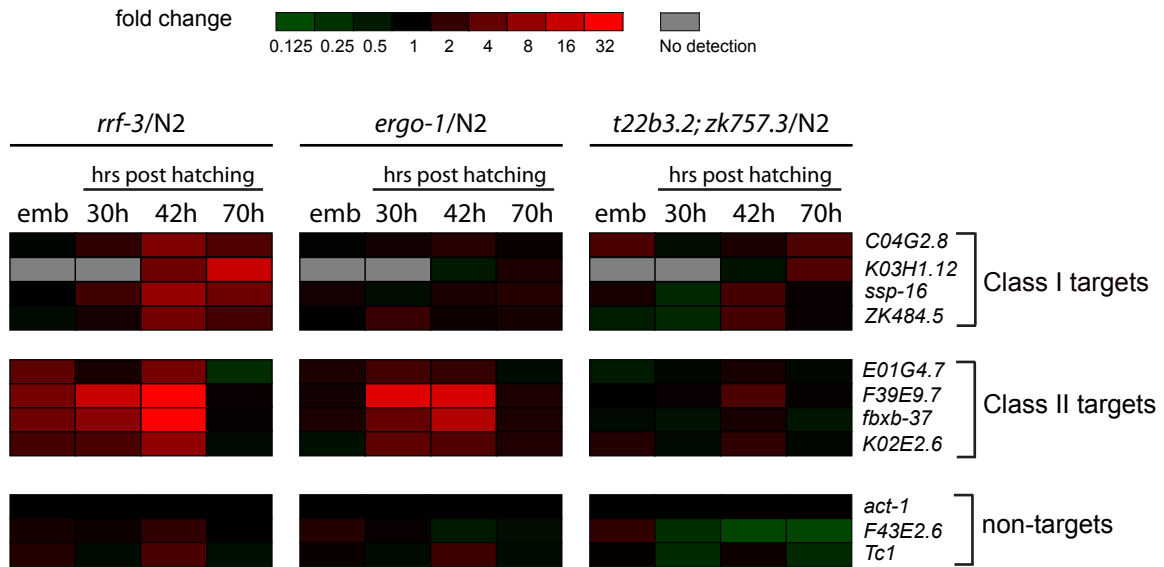 fold change
0.125 0.25 0.5 1 2 4 8 16 32
No detection
rrf-3/N2 ergo-1/N2 t22b3.2; zk757.3/N2
hrs post hatching hrs post hatching hrs post hatching
emb 30h 42h 70h emb 30h 42h 70h emb 30h 42h 70h
C04G2.8
K03H1.12
ssp-16
ZK484.5
Class I targets
E01G4.7
F39E9.7
fbxb-37
K02E2.6
Class II targets
act-1
F43E2.6
Tc1
non-targets